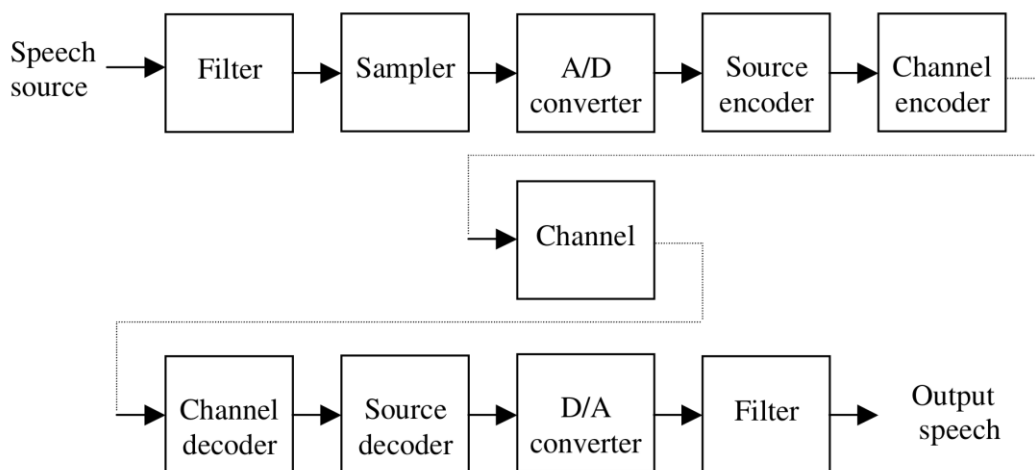 Speech
source
Filter
Sampler
A/D
converter
Source
encoder
Channel
encoder
Channel
Channel
decoder
Source
decoder
D/A
converter
Filter
Output
speech